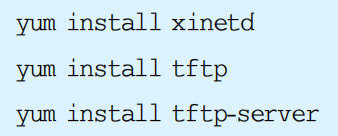 yum install xinetd
yum install tftp
yum install tftp-server